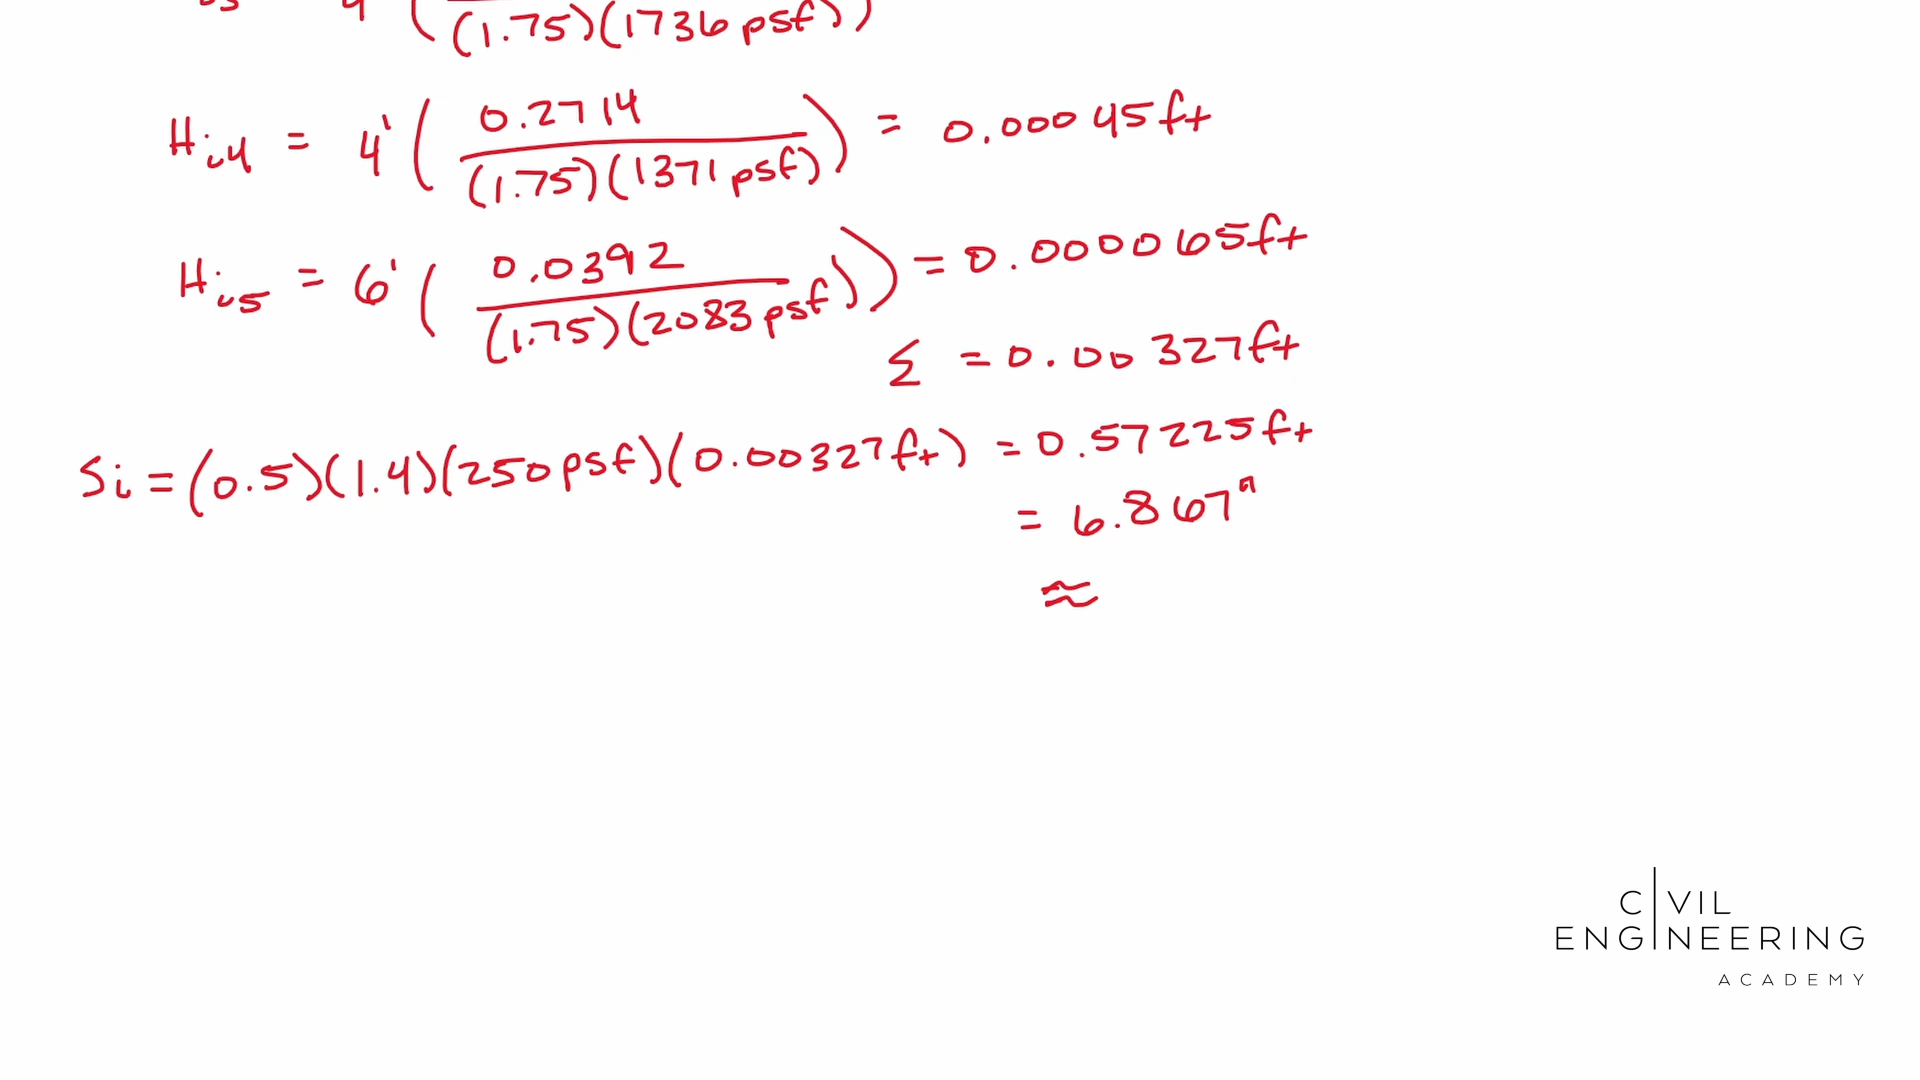 (1.75)(1736 psf)
Hi4 = 4' ( 0.2714 / (1.75)(1371 psf) ) = 0.00045ft
Hi5 = 6' ( 0.0392 / (1.75)(2083 psf) ) = 0.000065ft
Σ = 0.00327ft
Si = (0.5)(1.4)(250psf)(0.00327ft) = 0.57225ft
= 6.867"
≈
CIVIL
ENGINEERING
ACADEMY